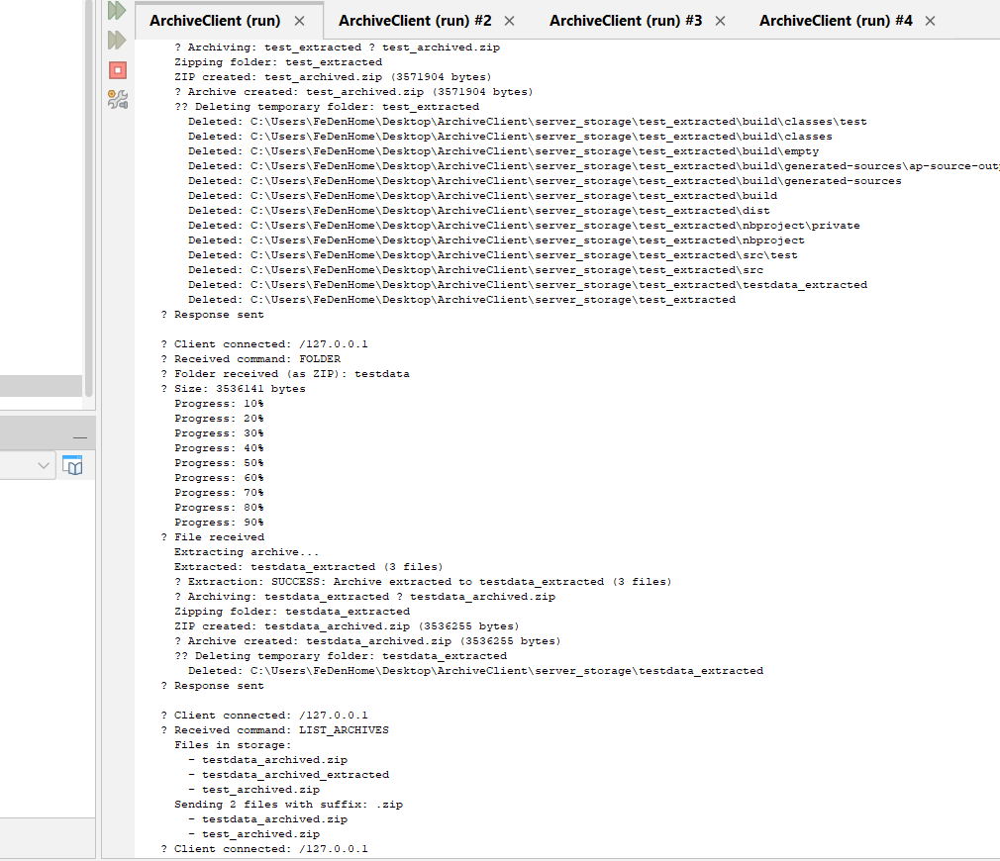 ArchiveClient (run) ArchiveClient (run) #2 ArchiveClient (run) #3 ArchiveClient (run) #4
? Archiving: test_extracted ? test_archived.zip
Zipping folder: test_extracted
ZIP created: test_archived.zip (3571904 bytes)
? Archive created: test_archived.zip (3571904 bytes)
?? Deleting temporary folder: test_extracted
Deleted: C:\Users\FeDenHome\Desktop\ArchiveClient\server_storage\test_extracted\build\classes\test
Deleted: C:\Users\FeDenHome\Desktop\ArchiveClient\server_storage\test_extracted\build\classes
Deleted: C:\Users\FeDenHome\Desktop\ArchiveClient\server_storage\test_extracted\build\empty
Deleted: C:\Users\FeDenHome\Desktop\ArchiveClient\server_storage\test_extracted\build\generated-sources\ap-source-out
Deleted: C:\Users\FeDenHome\Desktop\ArchiveClient\server_storage\test_extracted\build\generated-sources
Deleted: C:\Users\FeDenHome\Desktop\ArchiveClient\server_storage\test_extracted\build
Deleted: C:\Users\FeDenHome\Desktop\ArchiveClient\server_storage\test_extracted\dist
Deleted: C:\Users\FeDenHome\Desktop\ArchiveClient\server_storage\test_extracted\nbproject\private
Deleted: C:\Users\FeDenHome\Desktop\ArchiveClient\server_storage\test_extracted\nbproject
Deleted: C:\Users\FeDenHome\Desktop\ArchiveClient\server_storage\test_extracted\src\test
Deleted: C:\Users\FeDenHome\Desktop\ArchiveClient\server_storage\test_extracted\src
Deleted: C:\Users\FeDenHome\Desktop\ArchiveClient\server_storage\test_extracted\testdata_extracted
Deleted: C:\Users\FeDenHome\Desktop\ArchiveClient\server_storage\test_extracted
? Response sent
? Client connected: /127.0.0.1
? Received command: FOLDER
? Folder received (as ZIP): testdata
? Size: 3536141 bytes
Progress: 10%
Progress: 20%
Progress: 30%
Progress: 40%
Progress: 50%
Progress: 60%
Progress: 70%
Progress: 80%
Progress: 90%
? File received
Extracting archive...
Extracted: testdata_extracted (3 files)
? Extraction: SUCCESS: Archive extracted to testdata_extracted (3 files)
? Archiving: testdata_extracted ? testdata_archived.zip
Zipping folder: testdata_extracted
ZIP created: testdata_archived.zip (3536255 bytes)
? Archive created: testdata_archived.zip (3536255 bytes)
?? Deleting temporary folder: testdata_extracted
Deleted: C:\Users\FeDenHome\Desktop\ArchiveClient\server_storage\testdata_extracted
? Response sent
? Client connected: /127.0.0.1
? Received command: LIST_ARCHIVES
Files in storage:
- testdata_archived.zip
- testdata_archived_extracted
- test_archived.zip
Sending 2 files with suffix: .zip
- testdata_archived.zip
- test_archived.zip
? Client connected: /127.0.0.1